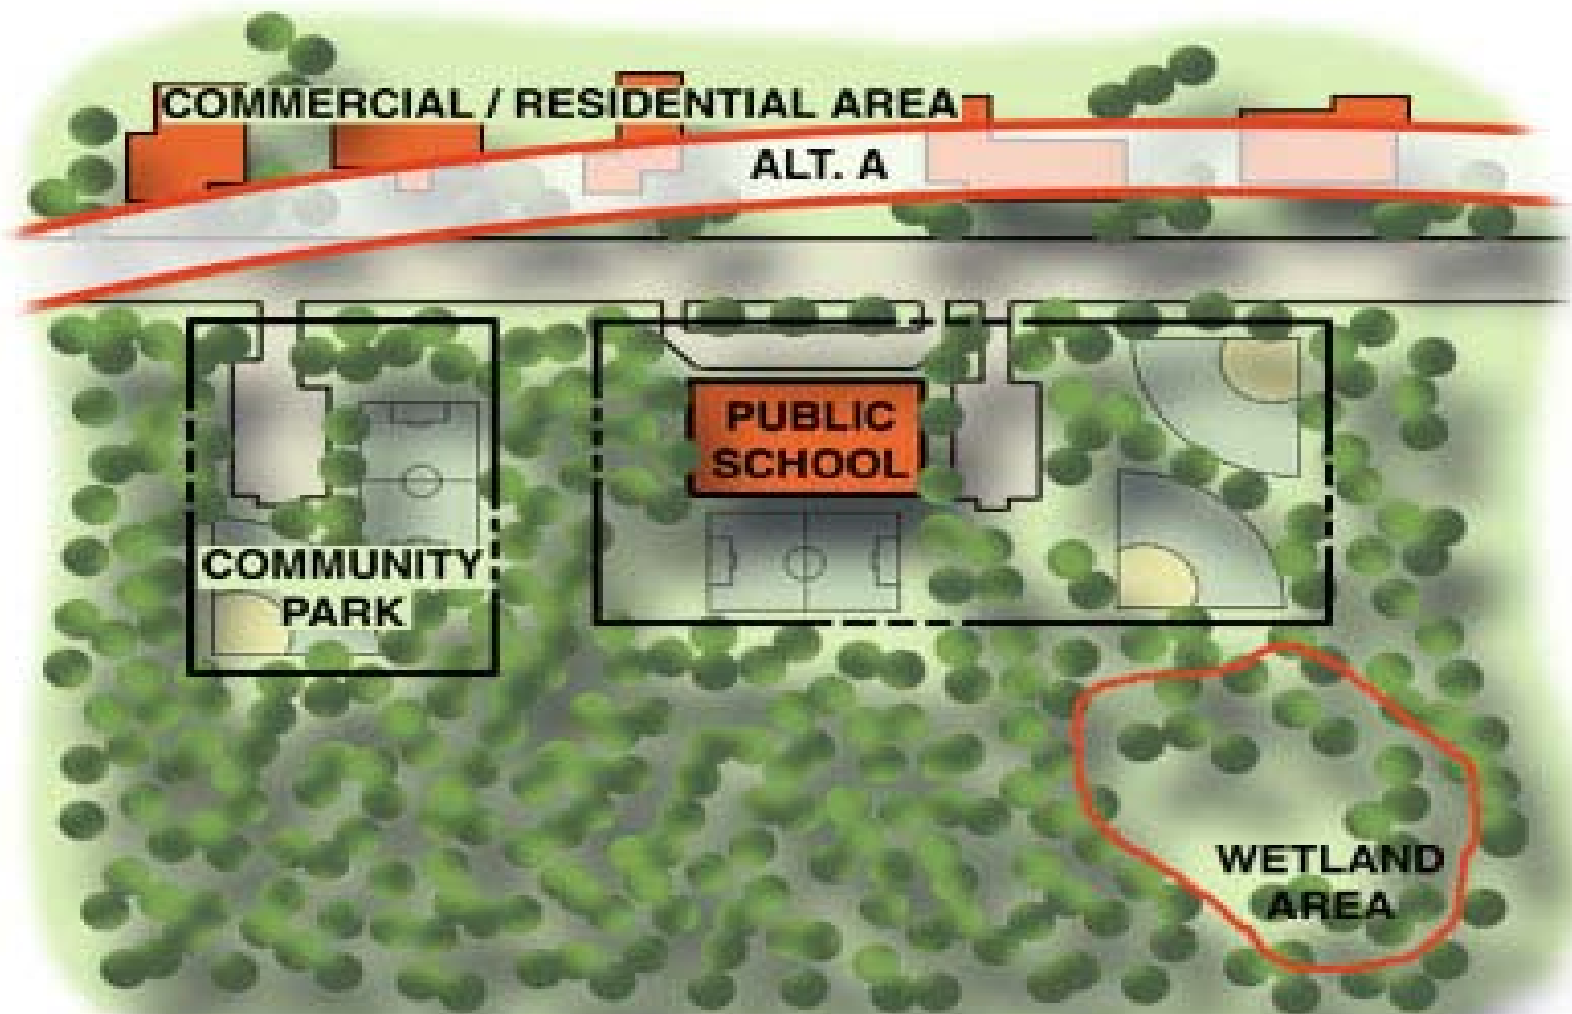 COMMERCIAL / RESIDENTIAL AREA
ALT. A
PUBLIC
SCHOOL
COMMUNITY
PARK
WETLAND
AREA